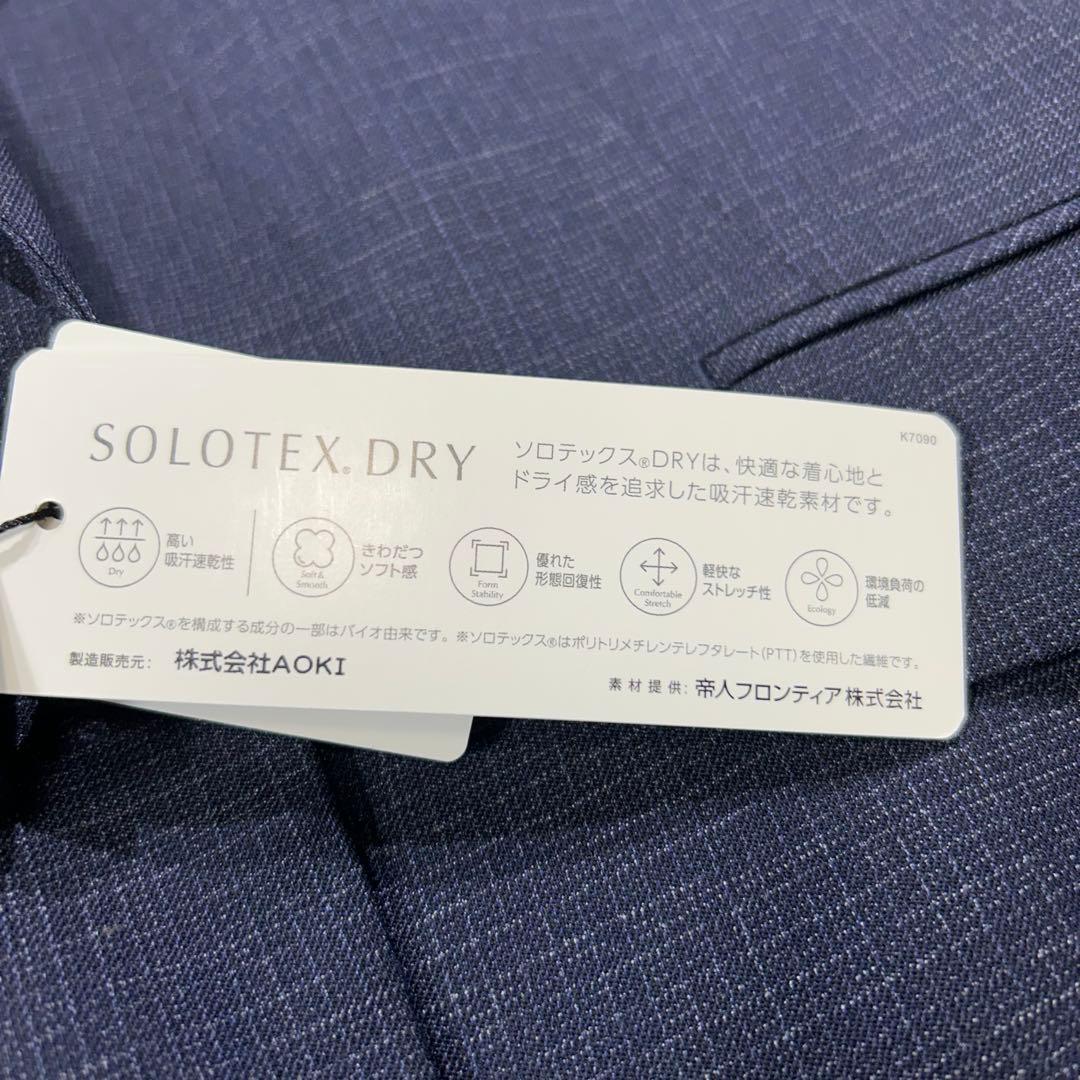 K7090
SOLOTEX® DRY
ソロテックス®DRYは、快適な着心地と
ドライ感を追求した吸汗速乾素材です。
Dry
高い
吸汗速乾性
Soft &
Smooth
きわだつ
ソフト感
Form
Stability
優れた
形態回復性
Comfortable
Stretch
軽快な
ストレッチ性
Ecology
環境負荷の
低減
※ソロテックス®を構成する成分の一部はバイオ由来です。※ソロテックス®はポリトリメチレンテレフタレート(PTT)を使用した繊維です。
製造販売元： 株式会社AOKI
素材提供：帝人フロンティア株式会社